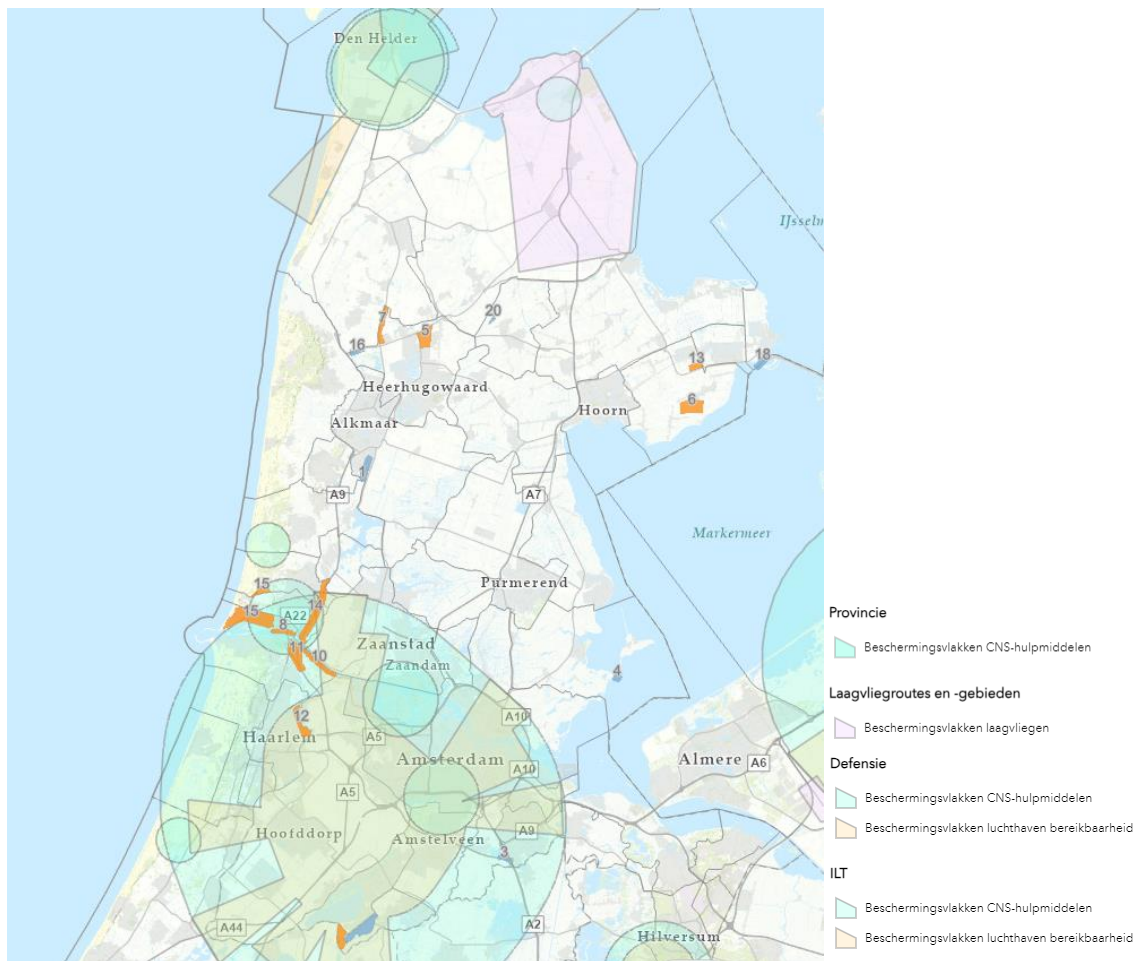 Den Helder
IJsselm
7
5
20
16
13
18
Heerhugowaard
6
Hoorn
Alkmaar
1
A9
A7
Markermeer
Purmerend
15
15
14
A22
8
11
10
Zaanstad
Zaandam
4
12
Haarlem
A5
A10
Amsterdam
A10
Almere
A6
A5
Hoofddorp
Amstelveen
A9
3
A44
A2
Hilversum
Provincie
Beschermingsvlakken CNS-hulpmiddelen
Laagvliegroutes en -gebieden
Beschermingsvlakken laagvliegen
Defensie
Beschermingsvlakken CNS-hulpmiddelen
Beschermingsvlakken luchthaven bereikbaarheid
ILT
Beschermingsvlakken CNS-hulpmiddelen
Beschermingsvlakken luchthaven bereikbaarheid